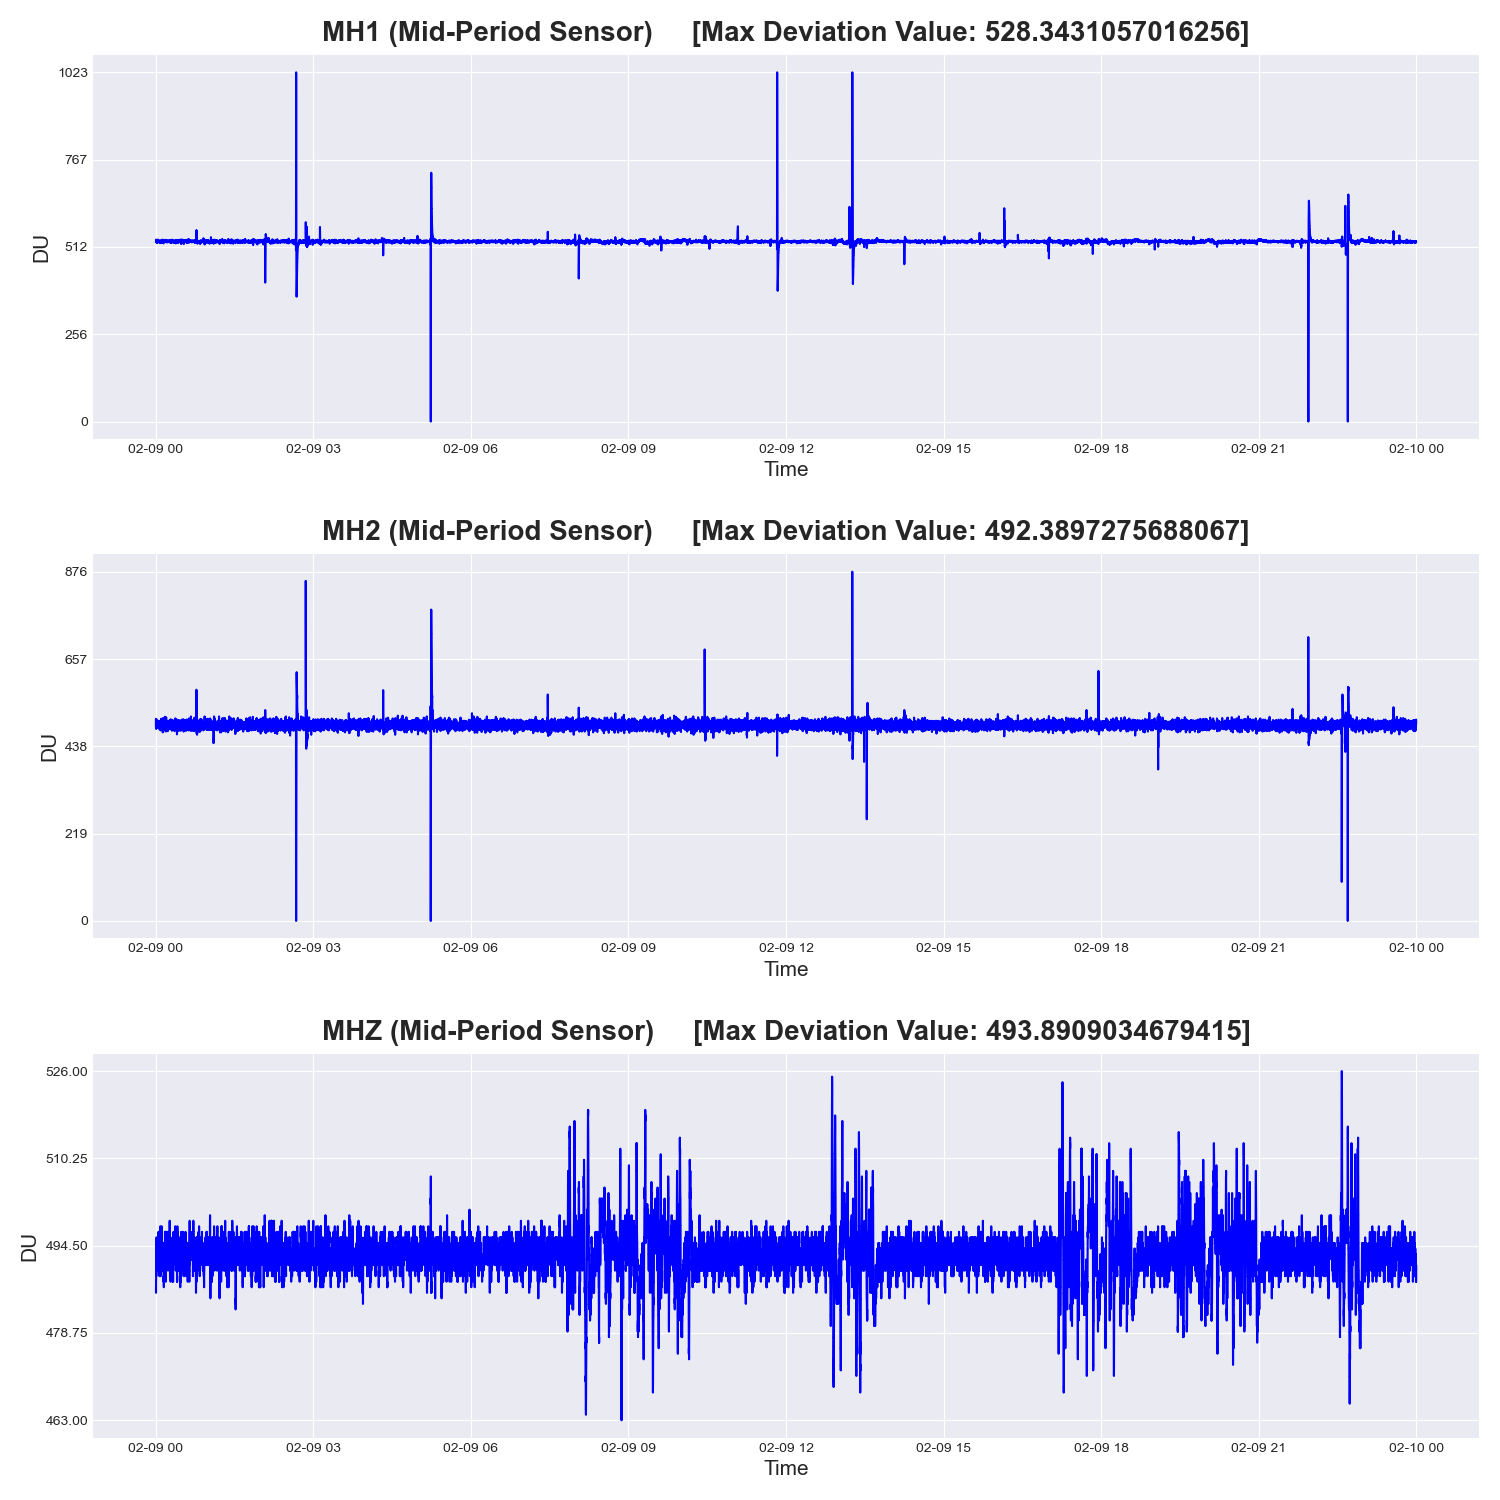 MH1 (Mid-Period Sensor) [Max Deviation Value: 528.3431057016256]
1023
767
512
256
0
DU
02-09 00 02-09 03 02-09 06 02-09 09 02-09 12 02-09 15 02-09 18 02-09 21 02-10 00
Time
MH2 (Mid-Period Sensor) [Max Deviation Value: 492.3897275688067]
876
657
438
219
0
DU
02-09 00 02-09 03 02-09 06 02-09 09 02-09 12 02-09 15 02-09 18 02-09 21 02-10 00
Time
MHZ (Mid-Period Sensor) [Max Deviation Value: 493.8909034679415]
526.00
510.25
494.50
478.75
463.00
DU
02-09 00 02-09 03 02-09 06 02-09 09 02-09 12 02-09 15 02-09 18 02-09 21 02-10 00
Time